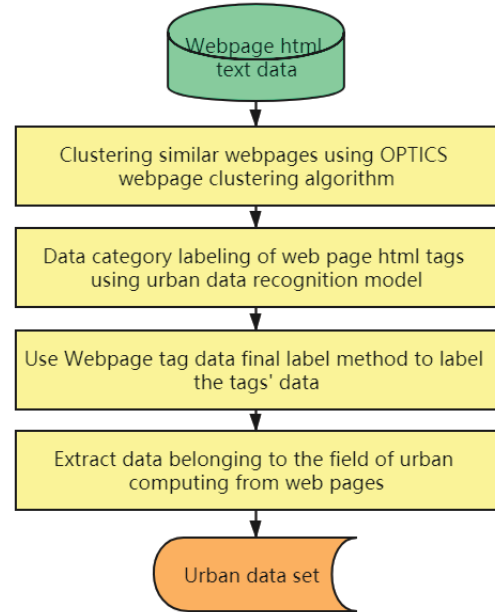 Webpage html
text data
Clustering similar webpages using OPTICS
webpage clustering algorithm
Data category labeling of web page html tags
using urban data recognition model
Use Webpage tag data final label method to label
the tags' data
Extract data belonging to the field of urban
computing from web pages
Urban data set